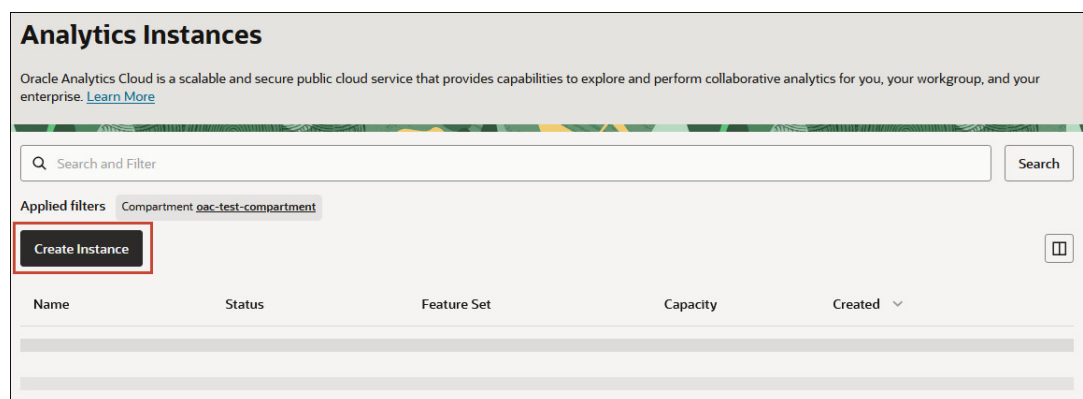 Analytics Instances
Oracle Analytics Cloud is a scalable and secure public cloud service that provides capabilities to explore and perform collaborative analytics for you, your workgroup, and your
enterprise. Learn More
Search and Filter
Search
Applied filters Compartment oac-test-compartment
Create Instance
Name Status Feature Set Capacity Created